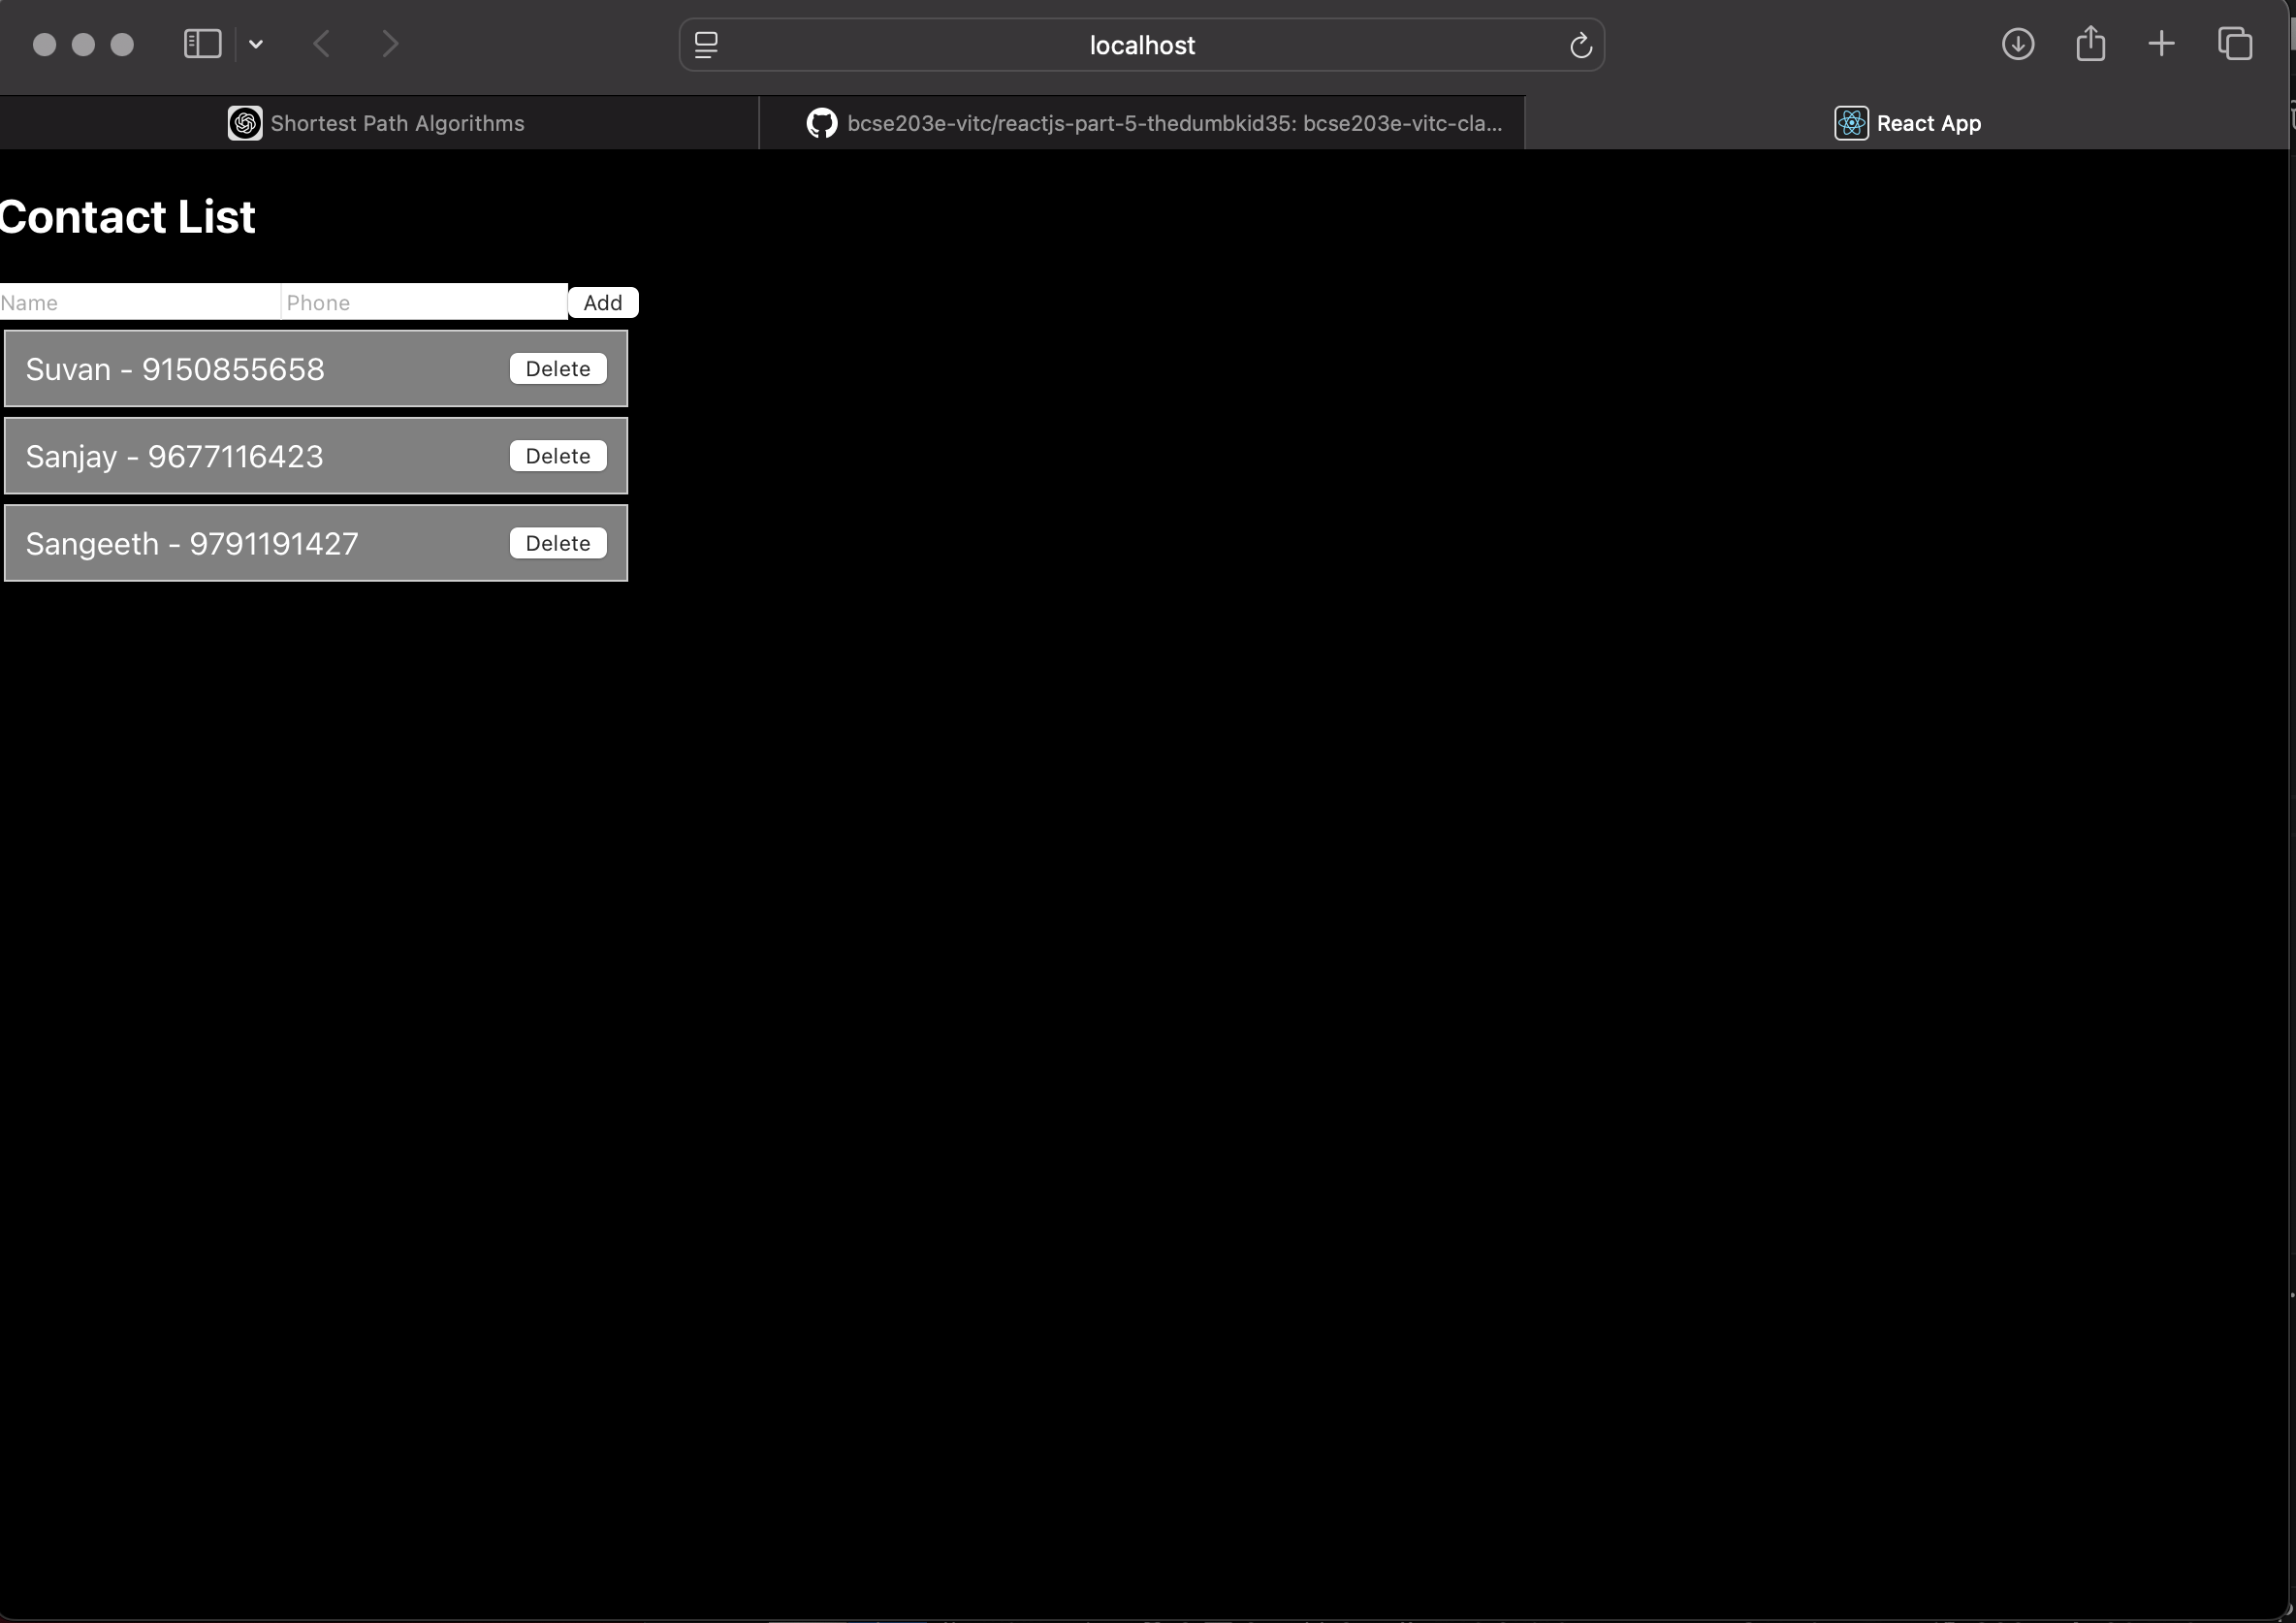 localhost
Shortest Path Algorithms
bcse203e-vitc/reactjs-part-5-thedumbkid35: bcse203e-vitc-cla...
React App
Contact List
Name Phone Add
Suvan - 9150855658 Delete
Sanjay - 9677116423 Delete
Sangeeth - 9791191427 Delete